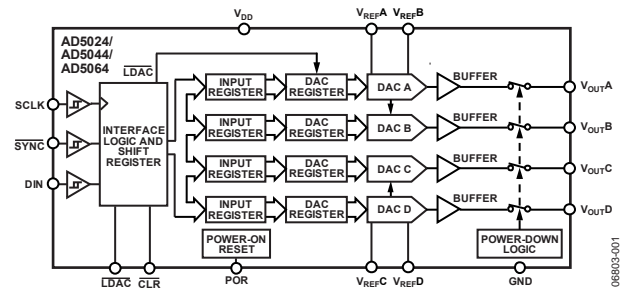 VDD
VREFA VREFB
AD5024/
AD5044/
AD5064
LDAC
SCLK
SYNC
DIN
INTERFACE
LOGIC AND
SHIFT
REGISTER
INPUT
REGISTER
DAC
REGISTER
DAC A
BUFFER
VOUTA
INPUT
REGISTER
DAC
REGISTER
DAC B
BUFFER
VOUTB
INPUT
REGISTER
DAC
REGISTER
DAC C
BUFFER
VOUTC
INPUT
REGISTER
DAC
REGISTER
DAC D
BUFFER
VOUTD
POWER-ON
RESET
POWER-DOWN
LOGIC
LDAC CLR
POR
VREFC VREFD
GND
06803-001